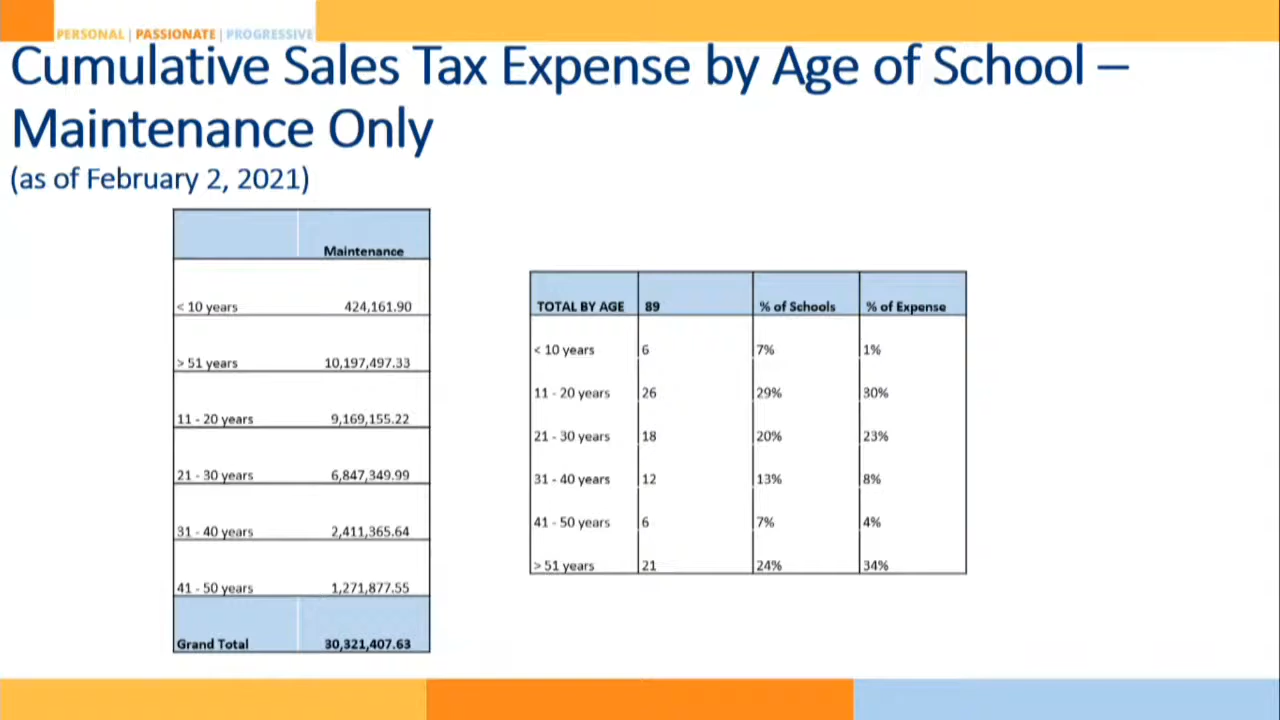 PERSONAL | PASSIONATE | PROGRESSIVE
Cumulative Sales Tax Expense by Age of School –
Maintenance Only
(as of February 2, 2021)
Maintenance
< 10 years 424,161.90
> 51 years 10,197,497.33
11 - 20 years 9,169,155.22
21 - 30 years 6,847,349.99
31 - 40 years 2,411,365.64
41 - 50 years 1,271,877.55
Grand Total 30,321,407.63
TOTAL BY AGE 89 % of Schools % of Expense
< 10 years 6 7% 1%
11 - 20 years 26 29% 30%
21 - 30 years 18 20% 23%
31 - 40 years 12 13% 8%
41 - 50 years 6 7% 4%
> 51 years 21 24% 34%